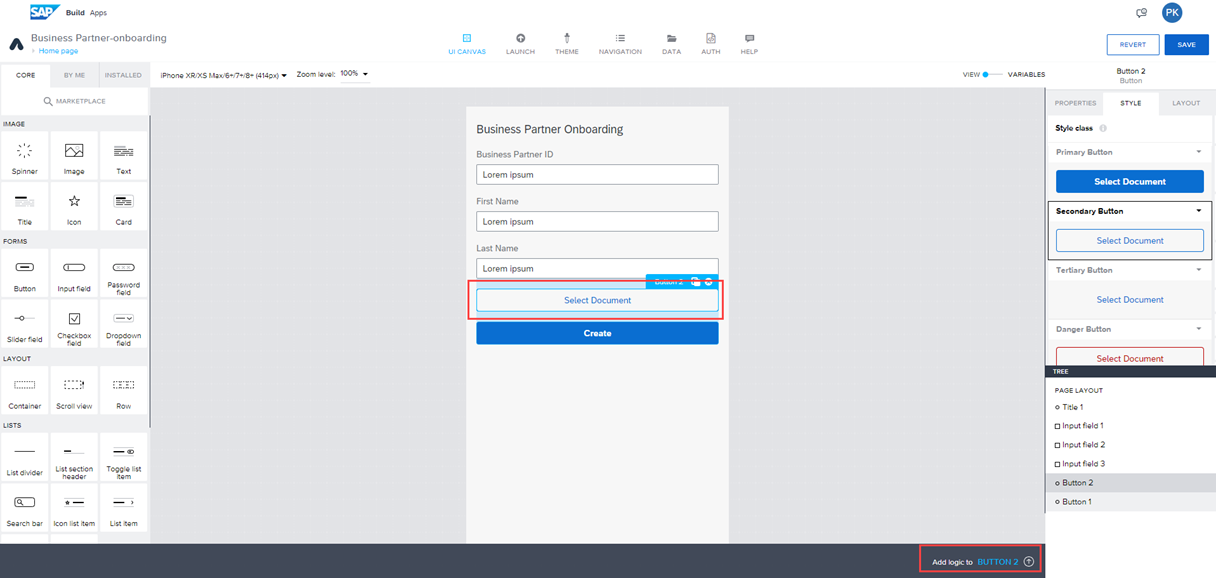 SAP Build Apps
PK
Business Partner-onboarding
‹ Home page
UI CANVAS LAUNCH THEME NAVIGATION DATA AUTH HELP
REVERT SAVE
CORE BY ME INSTALLED
iPhone XR/XS Max/6+/7+/8+ (414px) Zoom level: 100%
VIEW VARIABLES
Button 2
Button
MARKETPLACE
PROPERTIES STYLE LAYOUT
IMAGE
Spinner Image Text
Title Icon Card
FORMS
Button Input field Password field
Slider field Checkbox field Dropdown field
LAYOUT
Container Scroll view Row
LISTS
List divider List section header Toggle list item
Search bar Icon list item List item
Business Partner Onboarding
Business Partner ID
Lorem ipsum
First Name
Lorem ipsum
Last Name
Lorem ipsum
Button 2
Select Document
Create
Style class
Primary Button
Select Document
Secondary Button
Select Document
Tertiary Button
Select Document
Danger Button
Select Document
TREE
PAGE LAYOUT
Title 1
Input field 1
Input field 2
Input field 3
Button 2
Button 1
Add logic to BUTTON 2